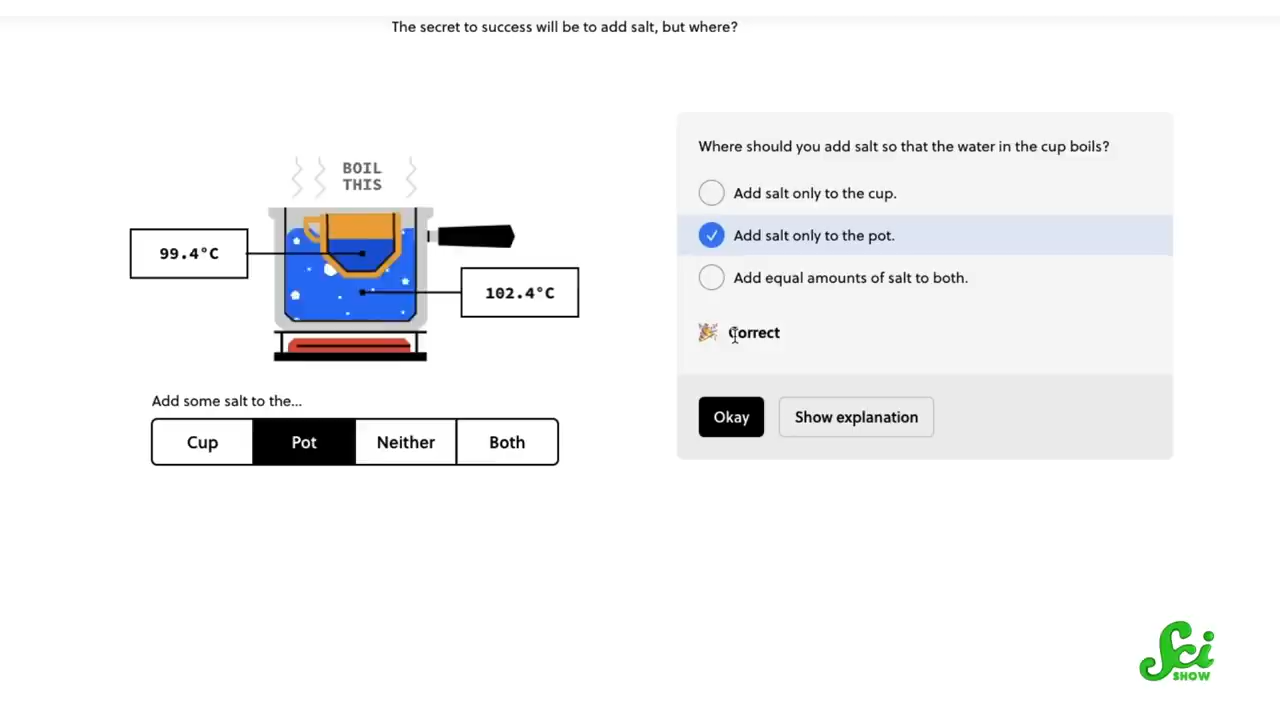 The secret to success will be to add salt, but where?
BOIL
THIS
99.4°C
102.4°C
Add some salt to the...
Cup
Pot
Neither
Both
Where should you add salt so that the water in the cup boils?
Add salt only to the cup.
Add salt only to the pot.
Add equal amounts of salt to both.
Correct
Okay
Show explanation
Sci
SHOW